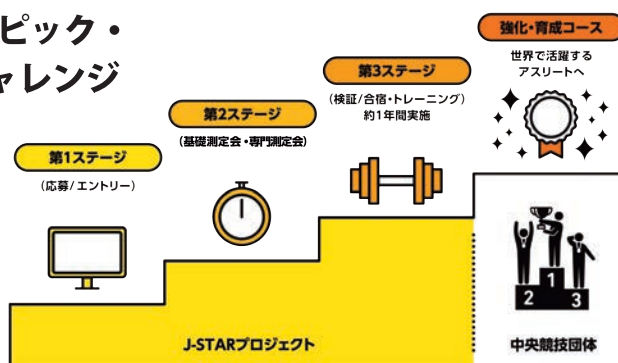 ピック・
ャレンジ
第1ステージ
(応募/エントリー)
第2ステージ
(基礎測定会・専門測定会)
第3ステージ
(検証/合宿・トレーニング)
約1年間実施
強化・育成コース
世界で活躍する
アスリートへ
1
2
3
J-STARプロジェクト
中央競技団体